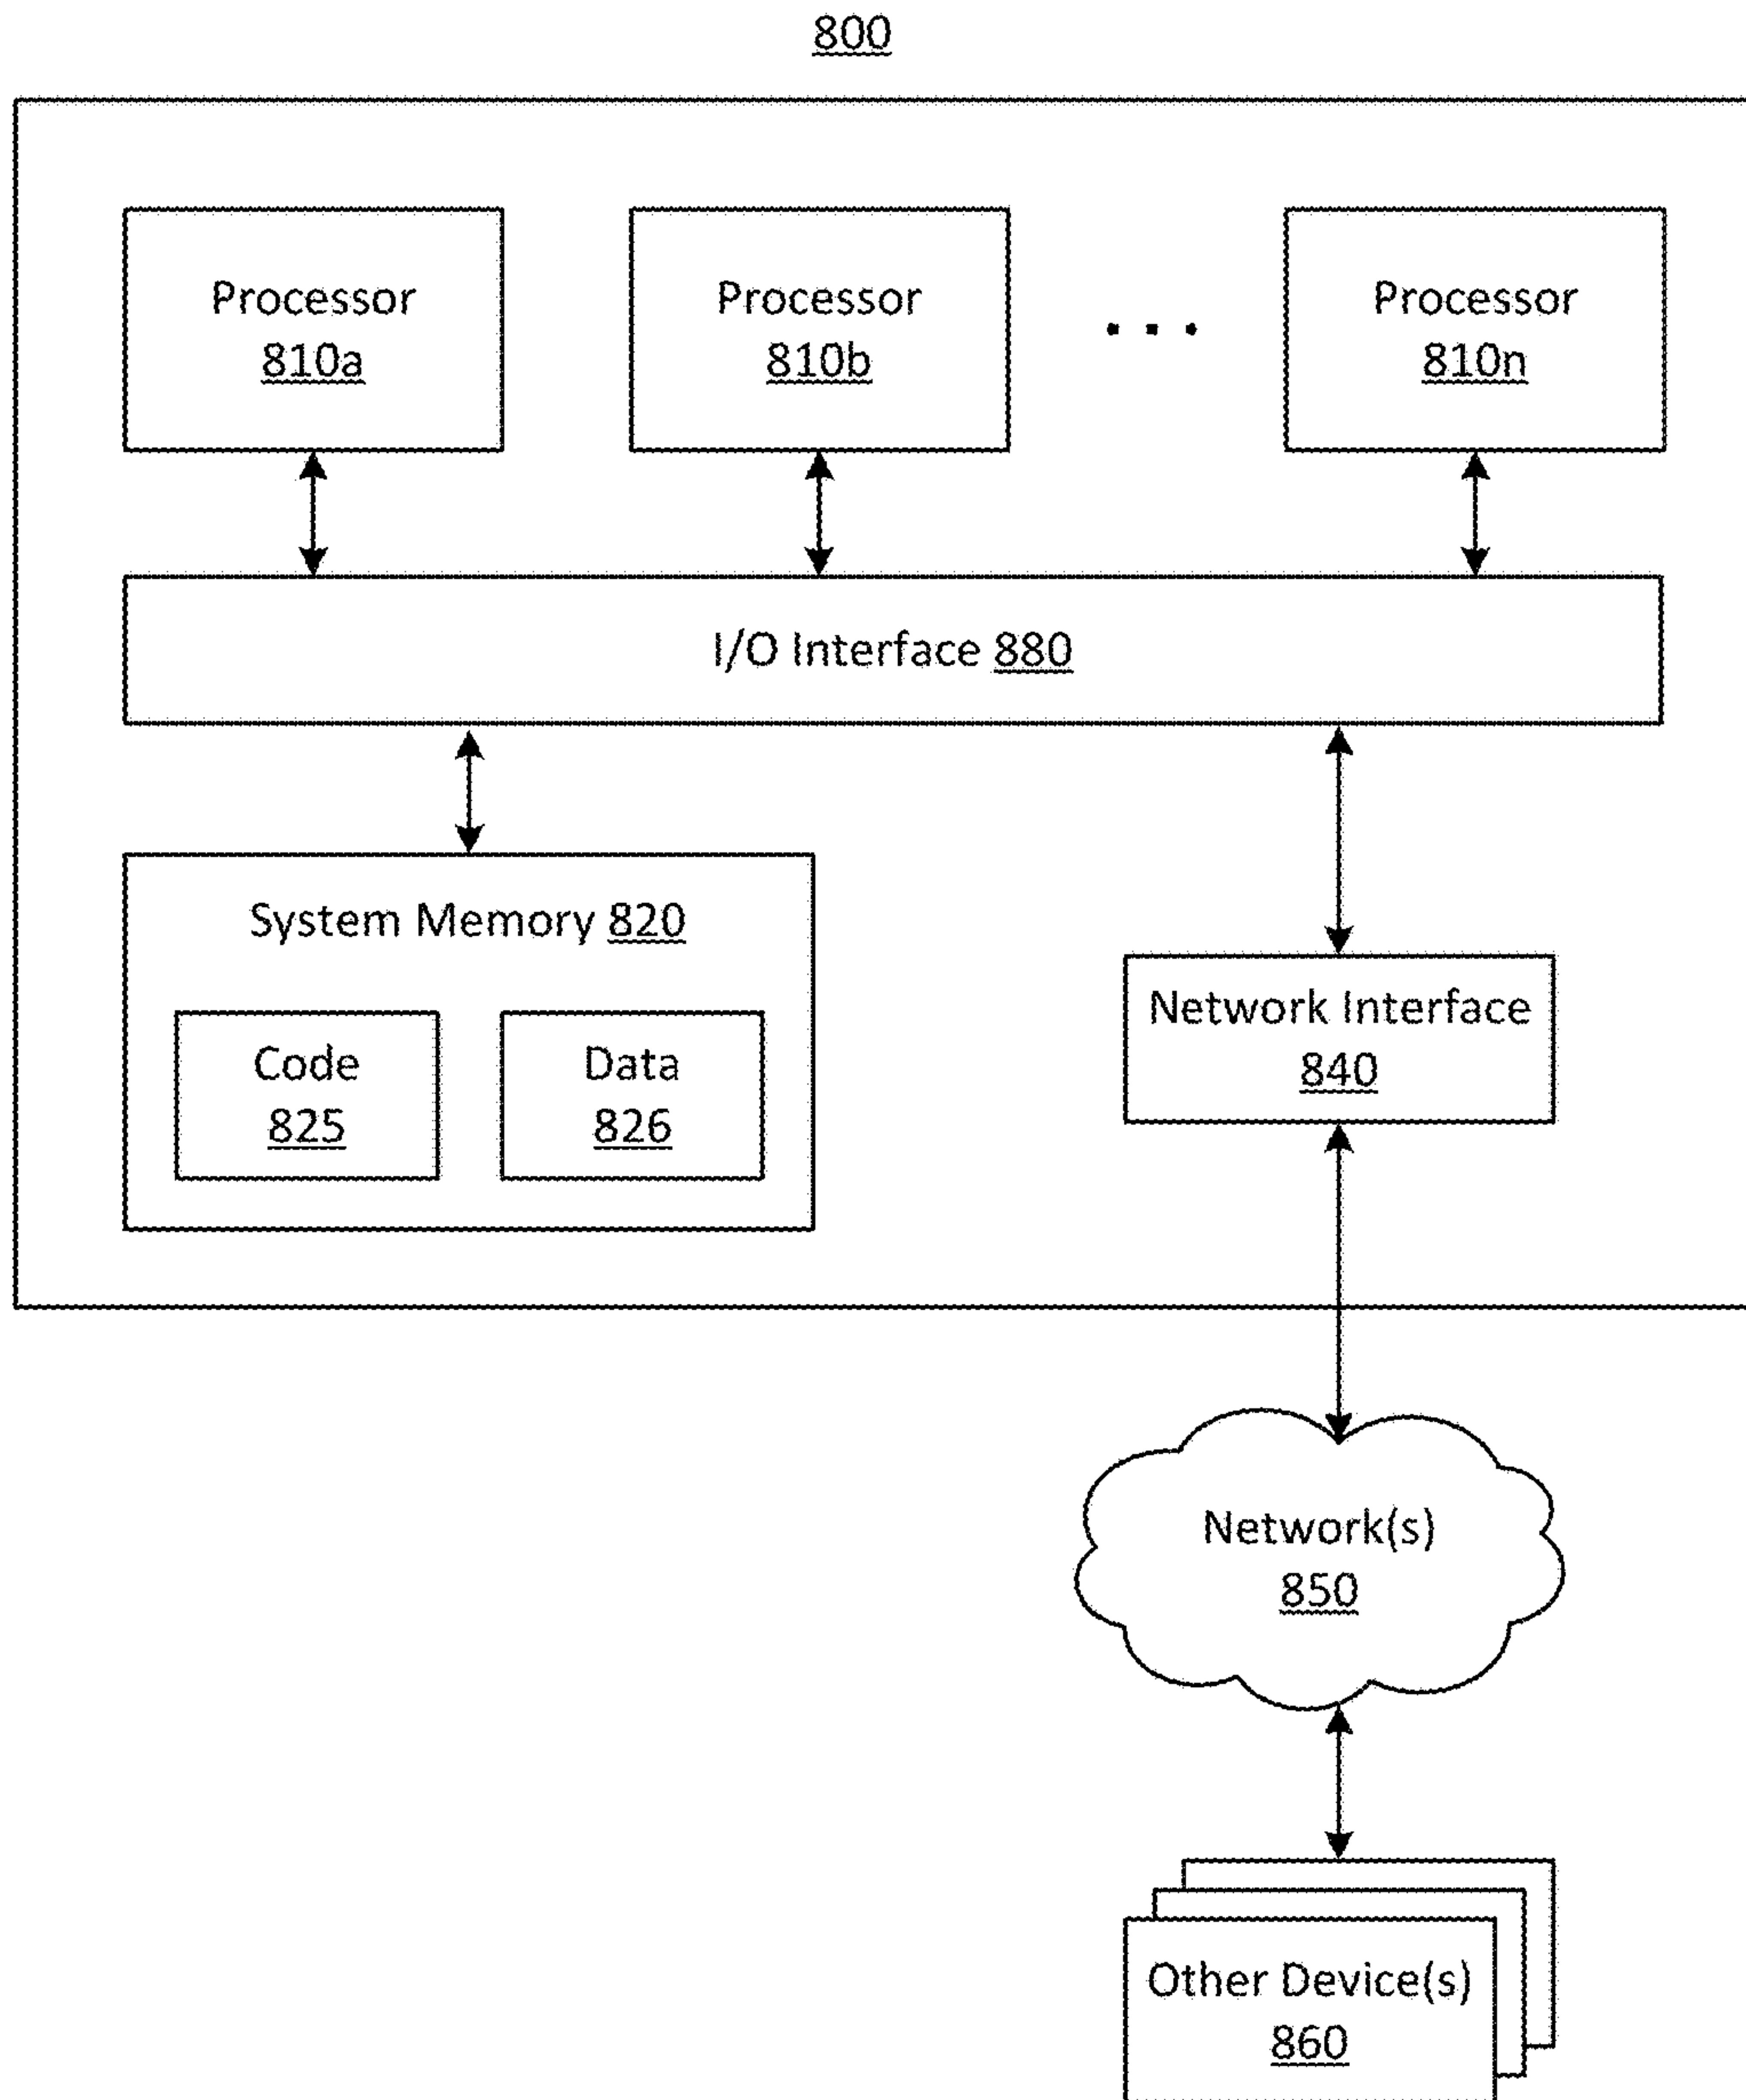 800
Processor
810a
Processor
810b
...
Processor
810n
I/O Interface 880
System Memory 820
Code
825
Data
826
Network Interface
840
Network(s)
850
Other Device(s)
860